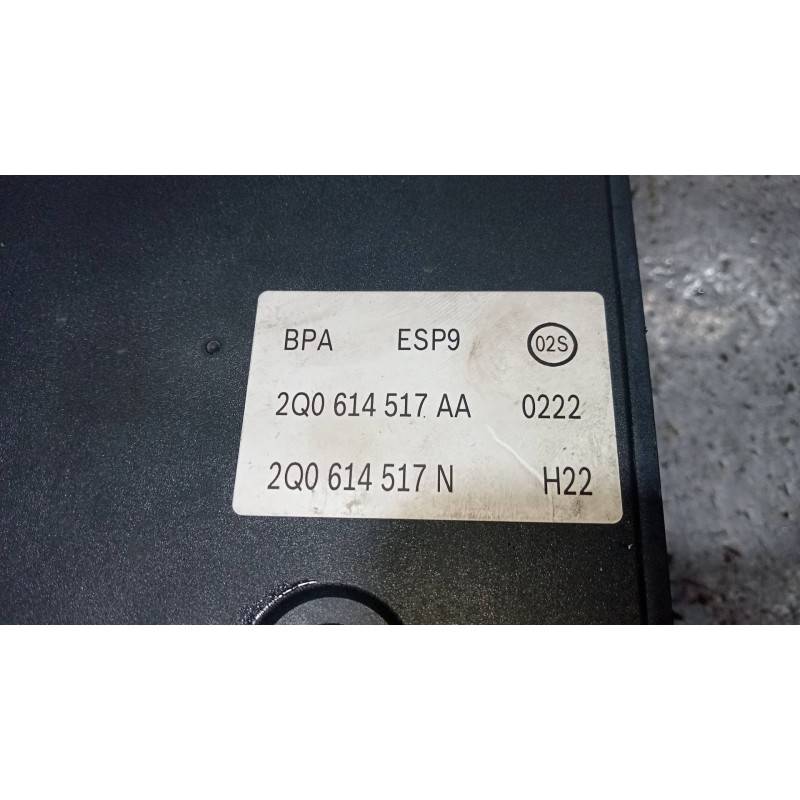 BPA ESP9 02S
2Q0 614 517 AA 0222
2Q0 614 517 N H22